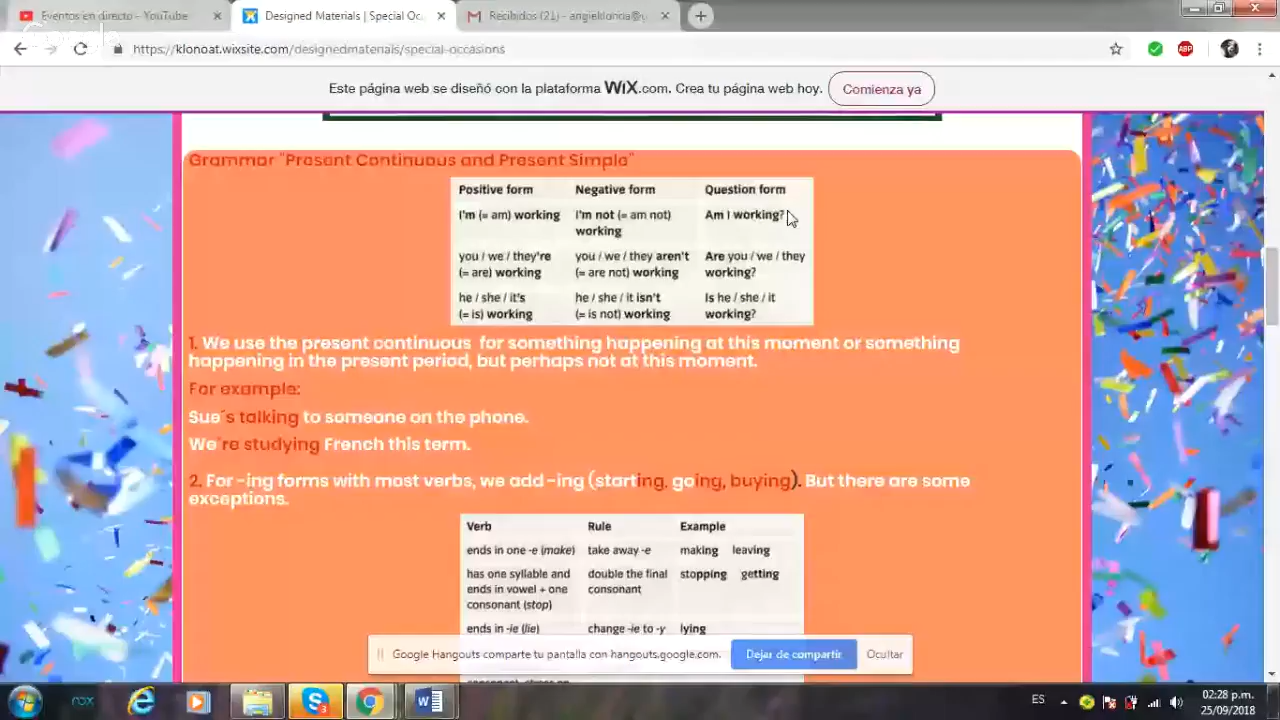 Eventos en directo - YouTube
Designed Materials | Special Oc
Recibidos (21) - angieklonoa@
https://klonoat.wixsite.com/designedmaterials/special-occasions
ABP
Este página web se diseñó con la plataforma WiX.com. Crea tu página web hoy.
Comienza ya
Grammar "Present Continuous and Present Simple"
Positive form Negative form Question form
I'm (= am) working I'm not (= am not) working Am I working?
you / we / they're (= are) working you / we / they aren't (= are not) working Are you / we / they working?
he / she / it's (= is) working he / she / it isn't (= is not) working Is he / she / it working?
1. We use the present continuous for something happening at this moment or something
happening in the present period, but perhaps not at this moment.
For example:
Sue´s talking to someone on the phone.
We´re studying French this term.
2. For -ing forms with most verbs, we add -ing (starting, going, buying). But there are some
exceptions.
Verb Rule Example
ends in one -e (make) take away -e making leaving
has one syllable and ends in vowel + one consonant (stop) double the final consonant stopping getting
ends in -ie (lie) change -ie to -y lying
Google Hangouts comparte tu pantalla con hangouts.google.com.
Dejar de compartir
Ocultar
nox
ES
02:28 p.m.
25/09/2018